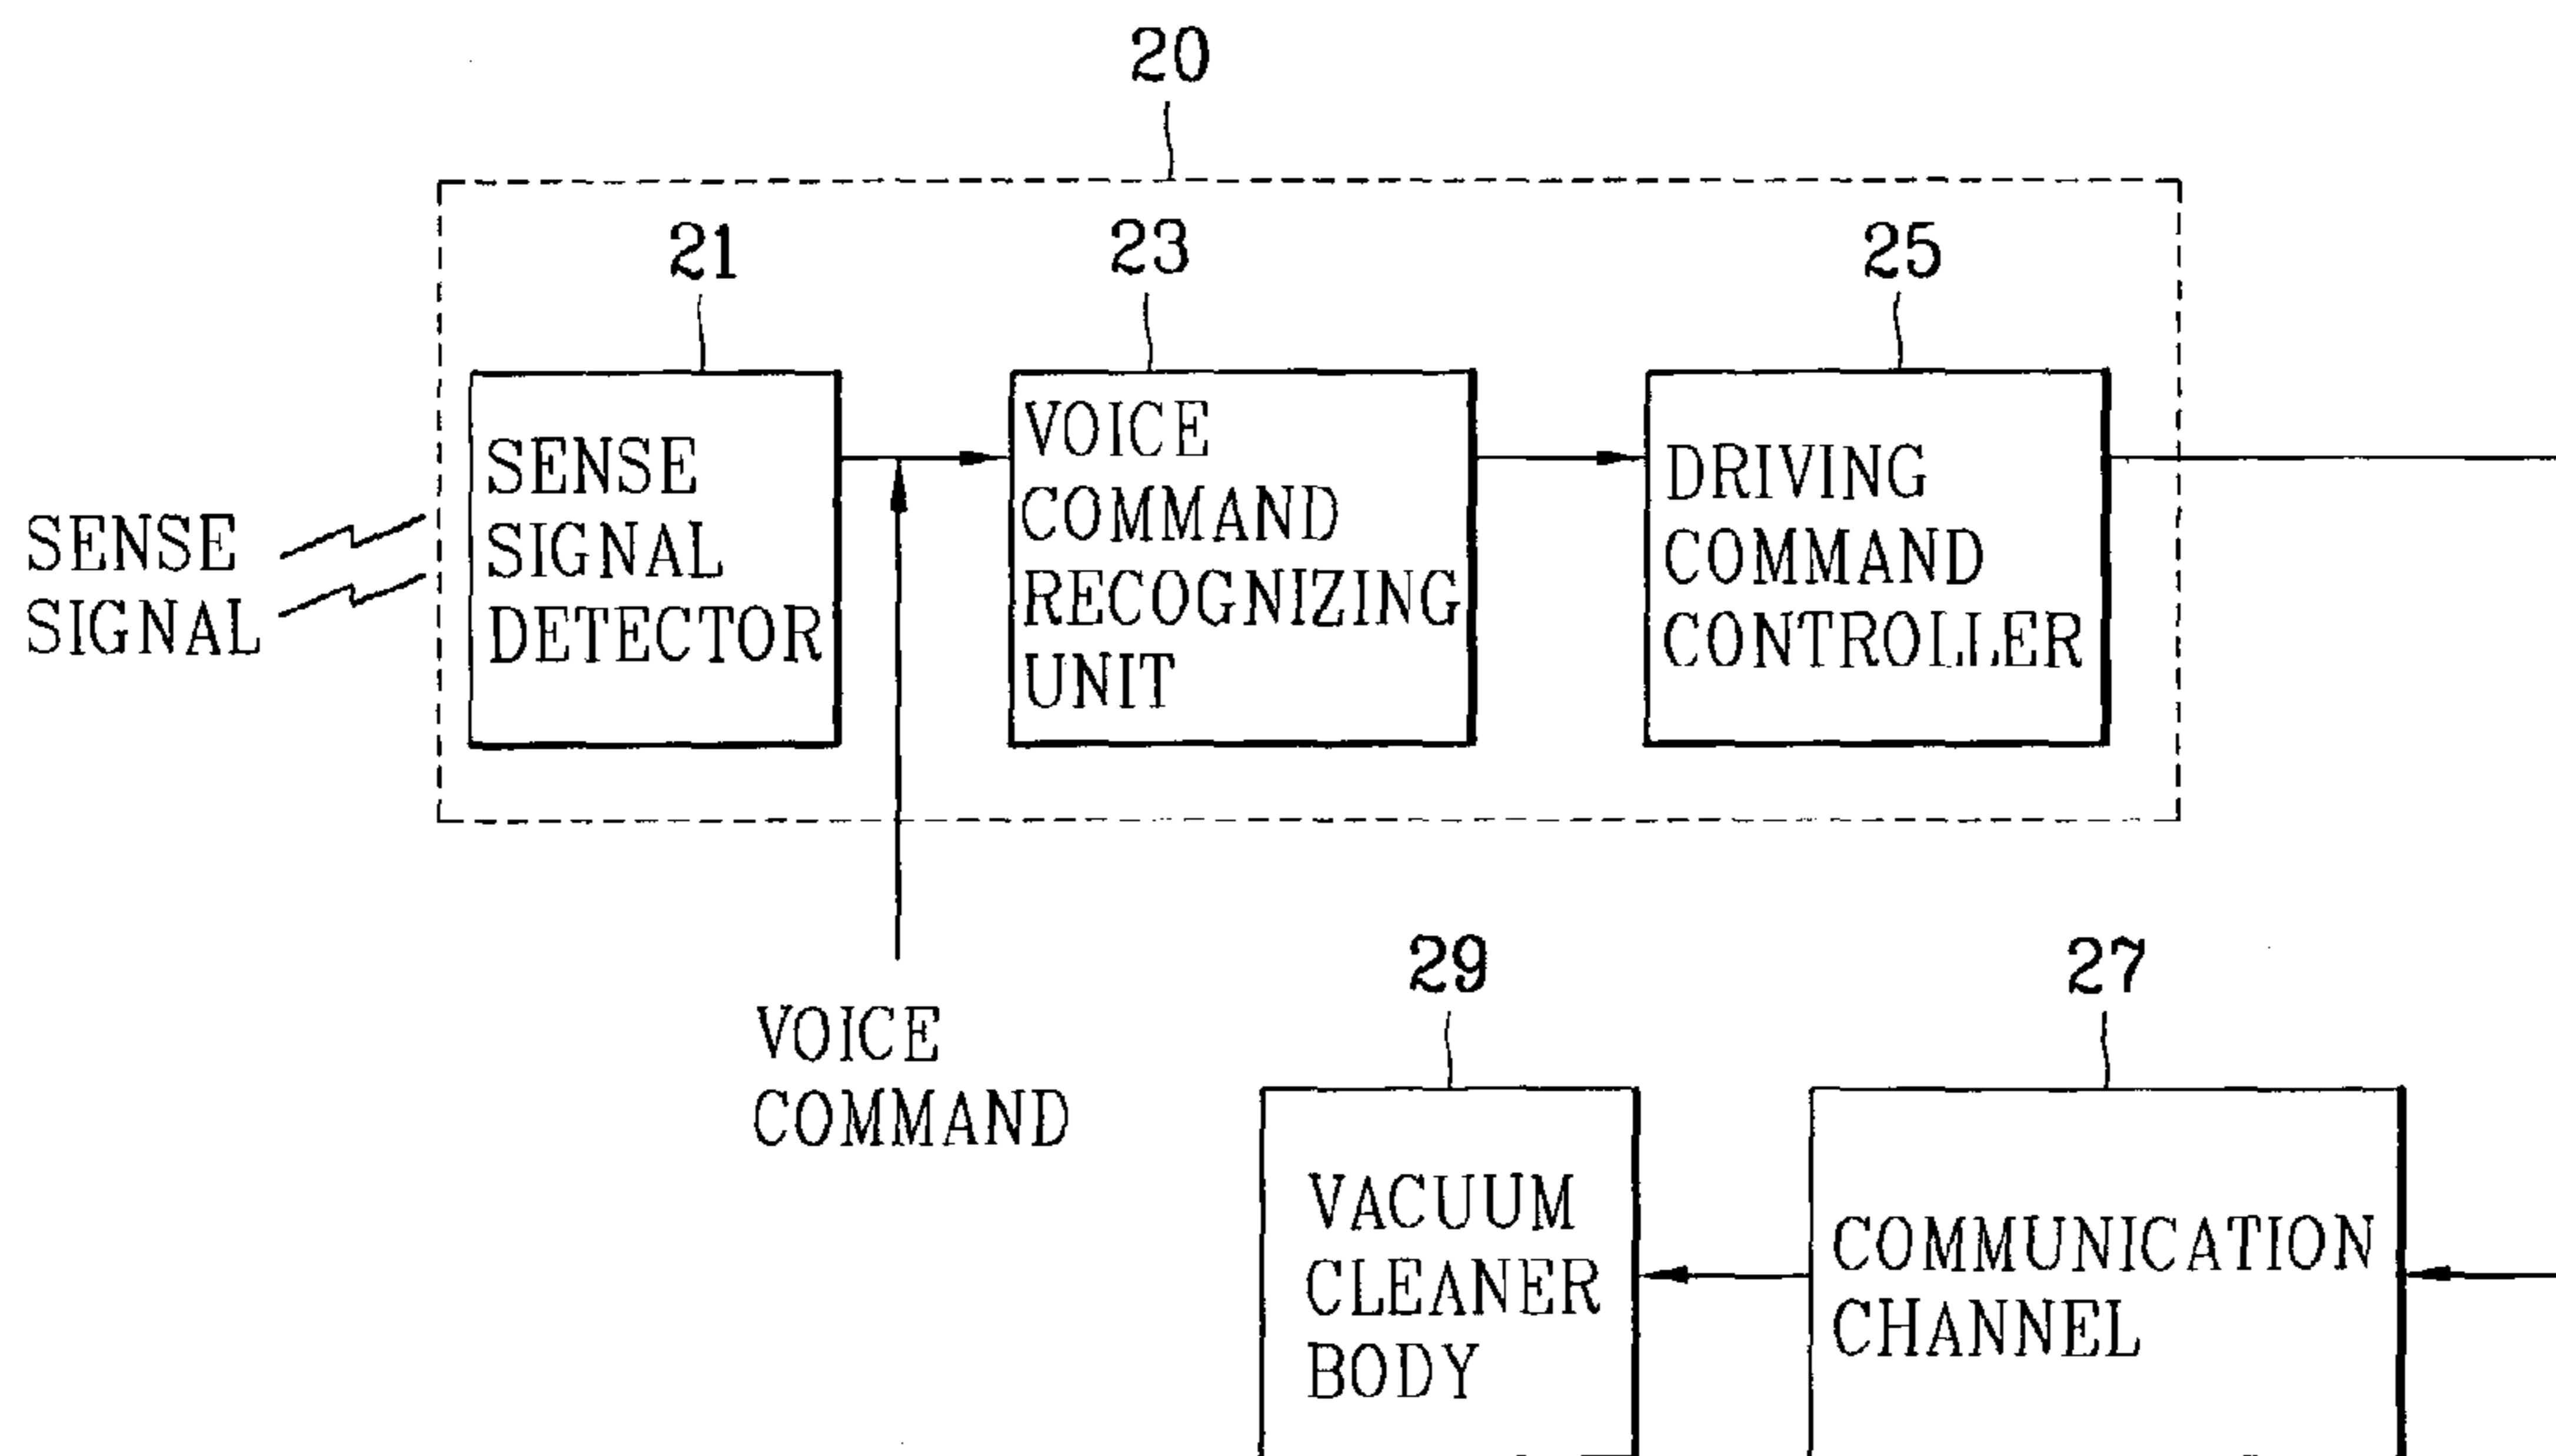 20
21
23
25
SENSE
SIGNAL
SENSE
SIGNAL
DETECTOR
VOICE
COMMAND
RECOGNIZING
UNIT
DRIVING
COMMAND
CONTROLLER
VOICE
COMMAND
29
27
VACUUM
CLEANER
BODY
COMMUNICATION
CHANNEL